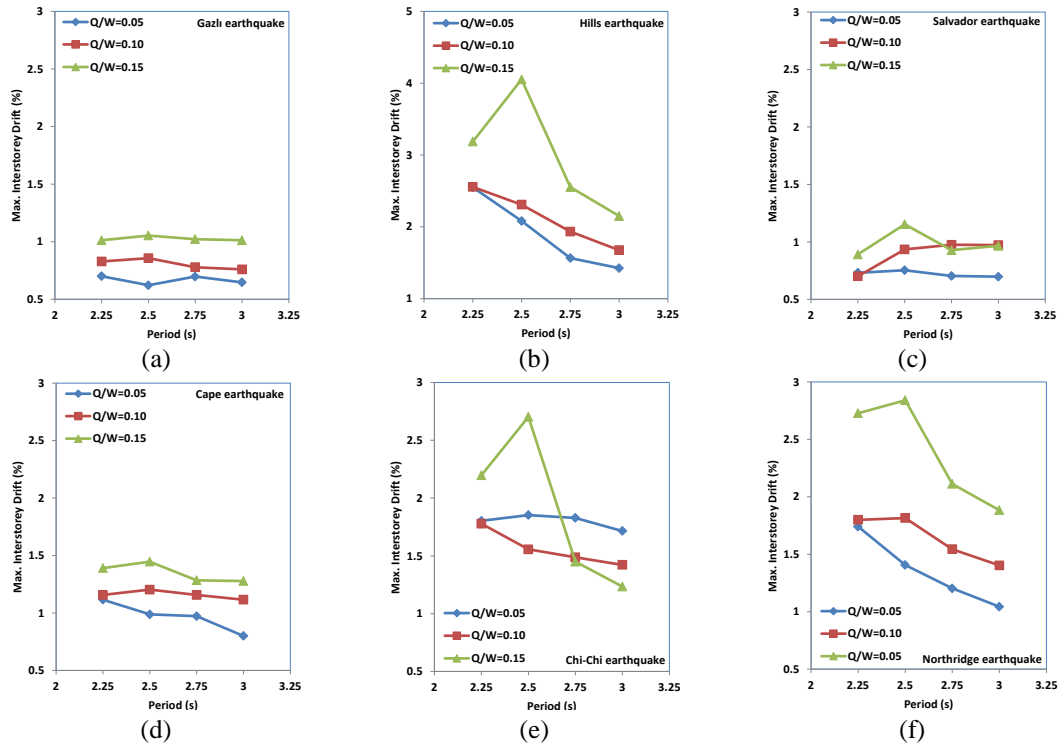 Gazlı earthquake
Q/W=0.05
Q/W=0.10
Q/W=0.15
Max. Interstorey Drift (%)
3
2.5
2
1.5
1
0.5
2 2.25 2.5 2.75 3 3.25
Period (s)
(a)
Hills earthquake
Q/W=0.05
Q/W=0.10
Q/W=0.15
Max. Interstorey Drift (%)
5
4
3
2
1
2 2.25 2.5 2.75 3 3.25
Period (s)
(b)
Salvador earthquake
Q/W=0.05
Q/W=0.10
Q/W=0.15
Max. Interstorey Drift (%)
3
2.5
2
1.5
1
0.5
2 2.25 2.5 2.75 3 3.25
Period (s)
(c)
Cape earthquake
Q/W=0.05
Q/W=0.10
Q/W=0.15
Max. Interstorey Drift (%)
3
2.5
2
1.5
1
0.5
2 2.25 2.5 2.75 3 3.25
Period (s)
(d)
Max. Interstorey Drift (%)
3
2.5
2
1.5
1
0.5
Q/W=0.05
Q/W=0.10
Q/W=0.15
Chi-Chi earthquake
2 2.25 2.5 2.75 3 3.25
Period (s)
(e)
Max. Interstorey Drift (%)
3
2.5
2
1.5
1
0.5
Q/W=0.05
Q/W=0.10
Q/W=0.05
Northridge earthquake
2 2.25 2.5 2.75 3 3.25
Period (s)
(f)